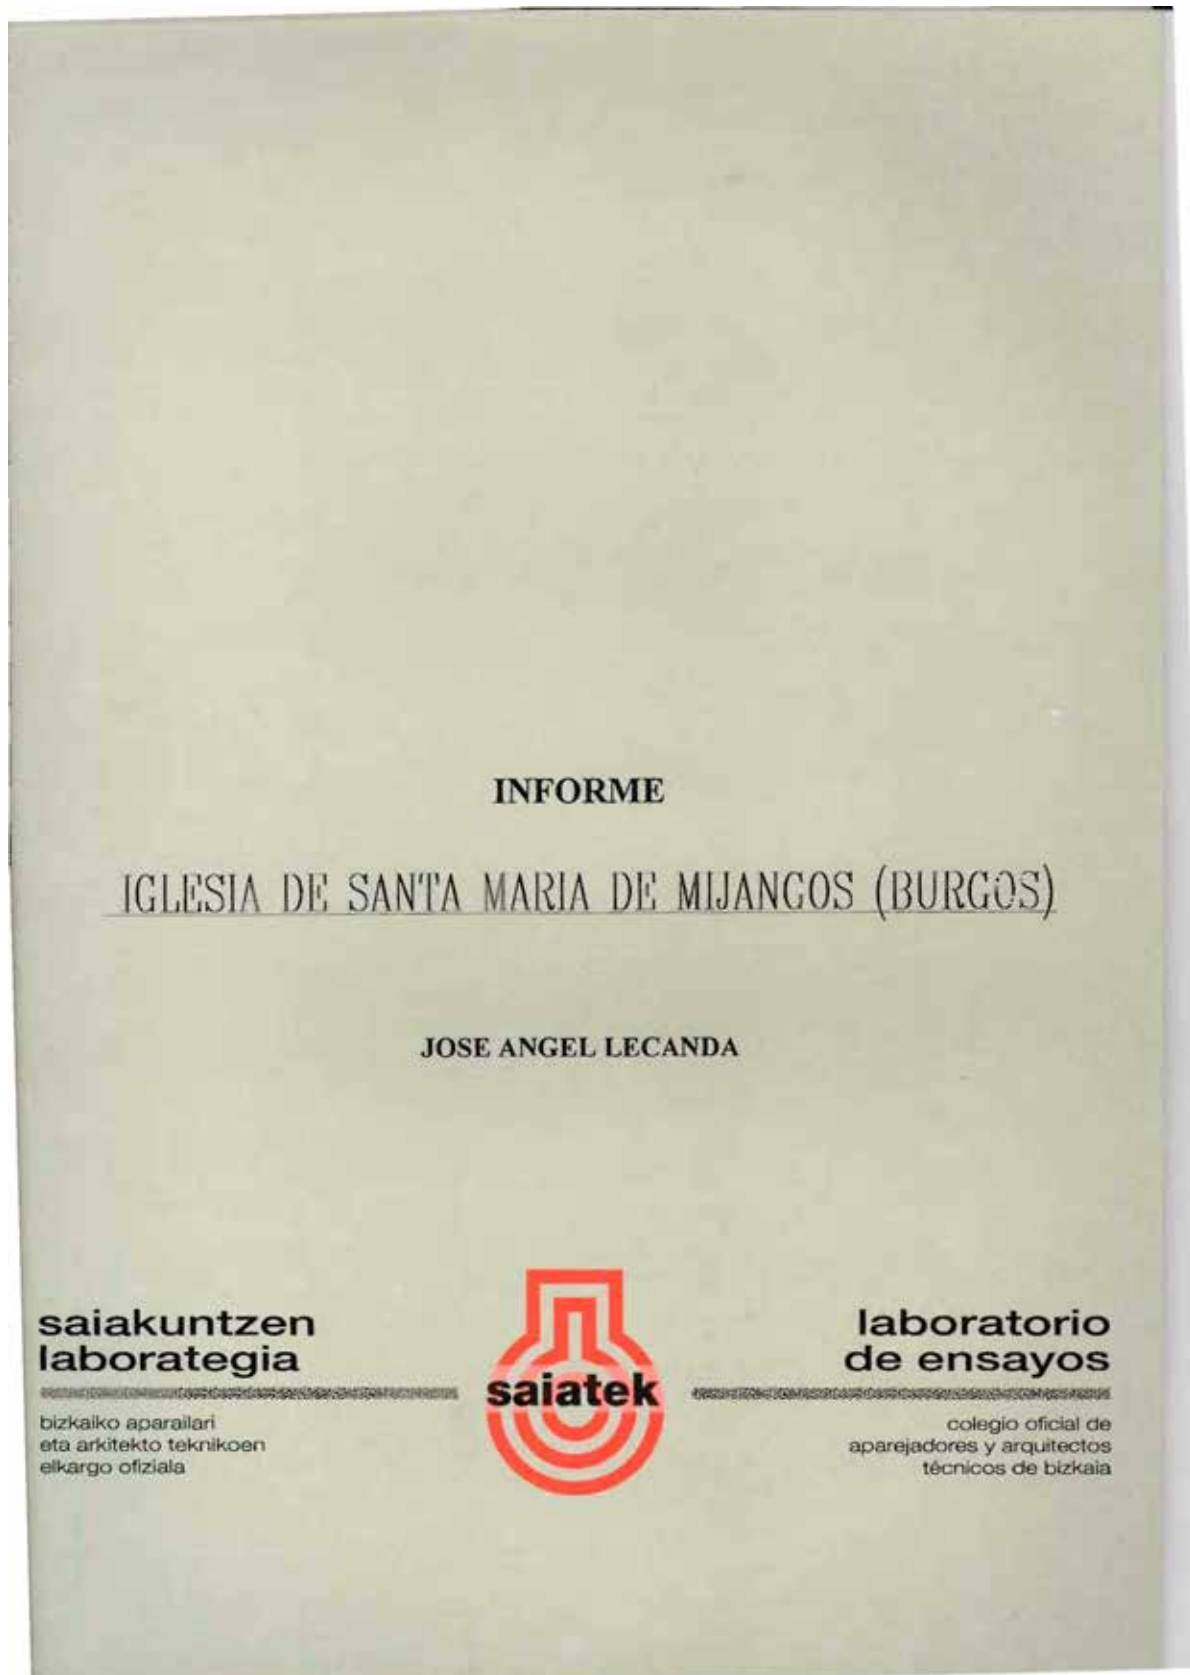 INFORME
IGLESIA DE SANTA MARIA DE MIJANGOS (BURGOS)
JOSE ANGEL LECANDA
saiakuntzen
laborategia
bizkaiko aparailari
eta arkitekto teknikoen
elkargo ofiziala
saiatek
laboratorio
de ensayos
colegio oficial de
aparejadores y arquitectos
técnicos de bizkaia